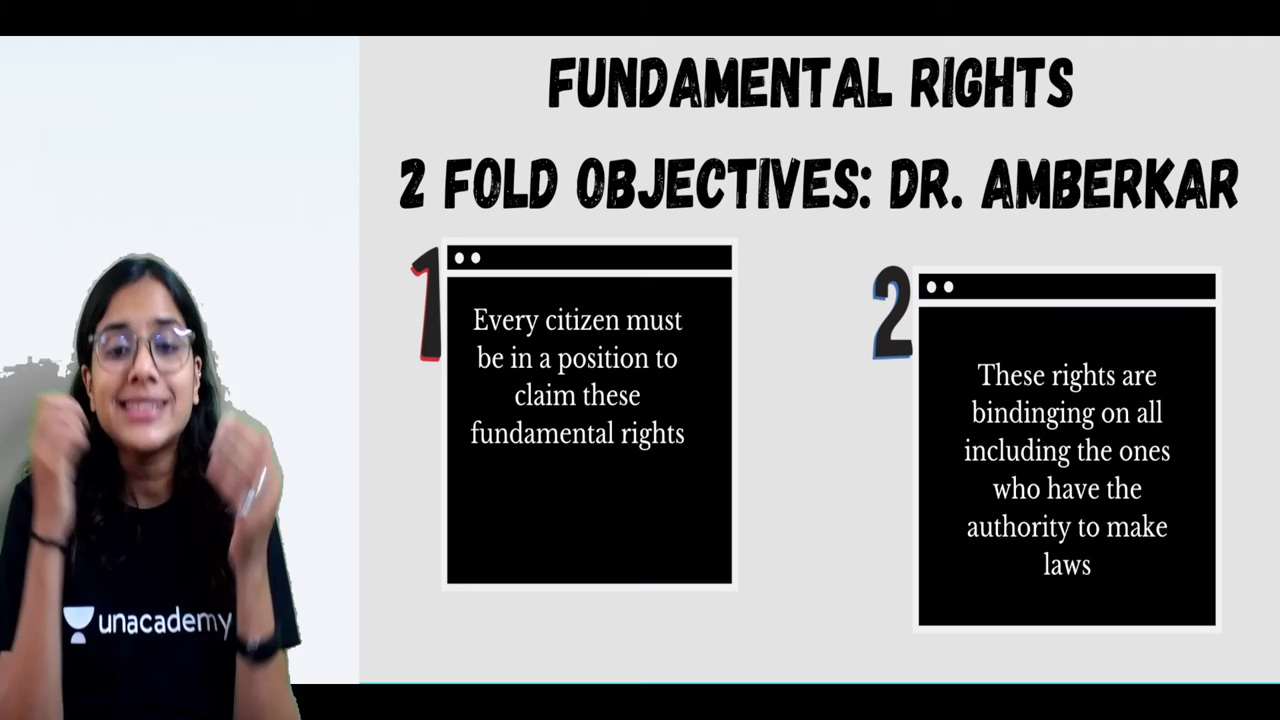 FUNDAMENTAL RIGHTS
2 FOLD OBJECTIVES: DR. AMBERKAR
1
Every citizen must
be in a position to
claim these
fundamental rights
2
These rights are
bindinging on all
including the ones
who have the
authority to make
laws
unacademy